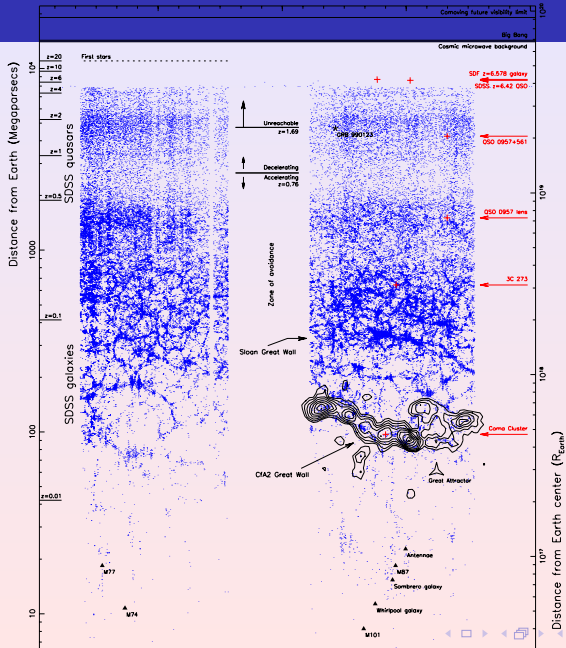 Comoving future visibility limit
Big Bang
Cosmic microwave background
First stars
z=20
z=10
z=6
z=4
z=2
z=1
z=0.5
z=0.1
z=0.01
10⁴
1000
100
10
Distance from Earth (Megaparsecs)
SDSS quasars
SDSS galaxies
Unreachable
z=1.69
Decelerating
Accelerating
z=0.76
Zone of avoidance
GRB 990123
SDF z=6.578 galaxy
SDSS z=6.42 QSO
QSO 0957+561
QSO 0957 lens
3C 273
Sloan Great Wall
Coma Cluster
CfA2 Great Wall
Great Attractor
Antennae
M87
Sombrero galaxy
Whirlpool galaxy
M101
M77
M74
10²⁰
10¹⁹
10¹⁸
10¹⁷
Distance from Earth center (R_Earth)